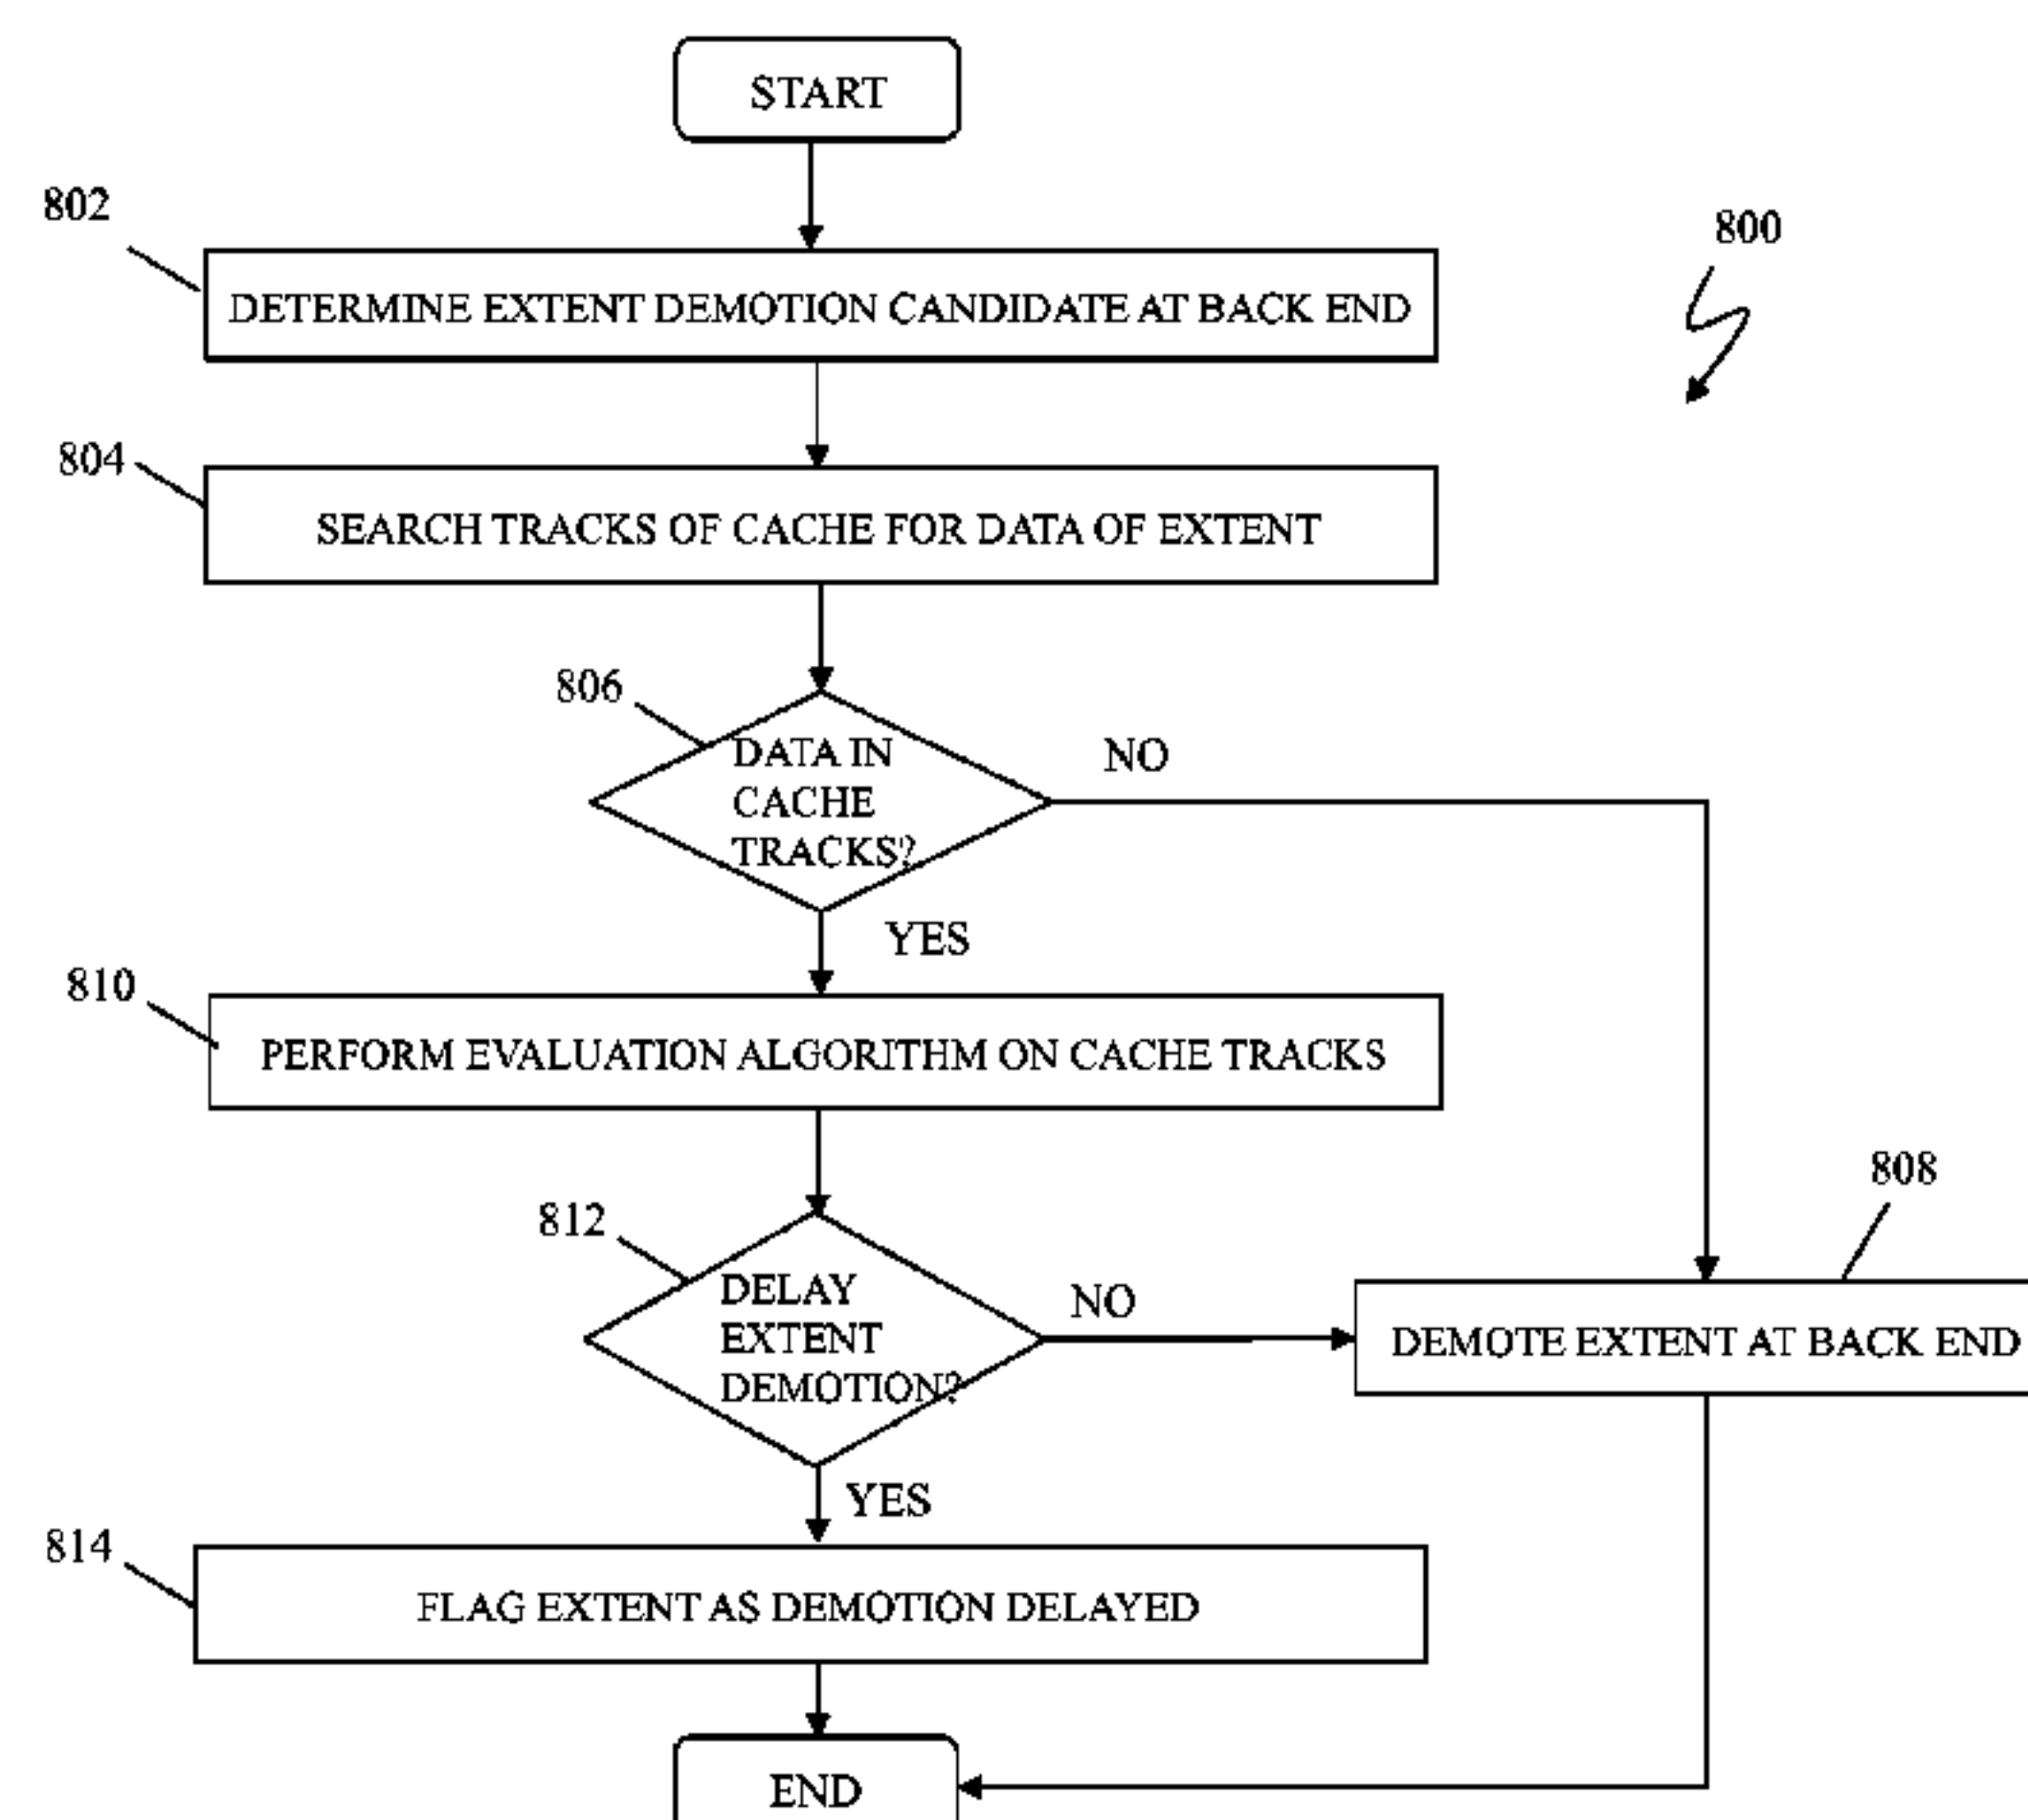 START
802
800
DETERMINE EXTENT DEMOTION CANDIDATE AT BACK END
804
SEARCH TRACKS OF CACHE FOR DATA OF EXTENT
806
DATA IN
CACHE
TRACKS?
NO
YES
810
PERFORM EVALUATION ALGORITHM ON CACHE TRACKS
808
812
DELAY
EXTENT
DEMOTION?
NO
DEMOTE EXTENT AT BACK END
YES
814
FLAG EXTENT AS DEMOTION DELAYED
END